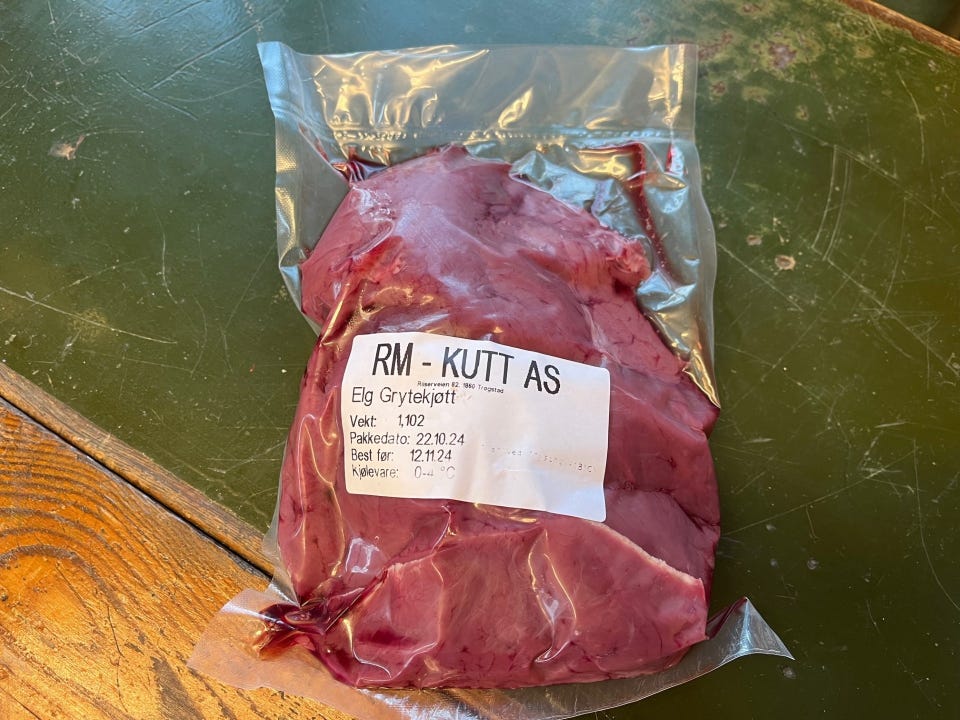 RM - KUTT AS
82, 1860 Trøgstad
Elg Grytekjøtt
Vekt: 1,102
Pakkedato: 22.10.24
Best før: 12.11.24
Kjølevare: 0-4 °C